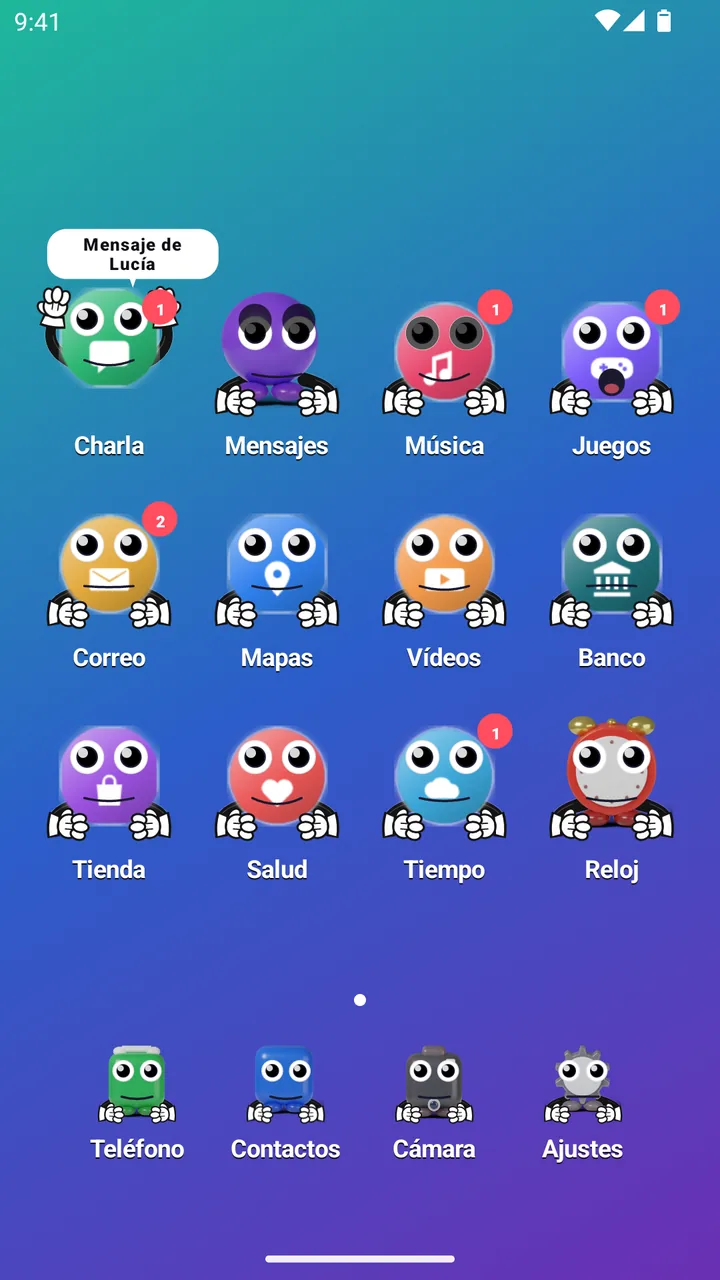 9:41
Mensaje de
Lucía
1
1
1
Charla
Mensajes
Música
Juegos
2
Correo
Mapas
Vídeos
Banco
1
Tienda
Salud
Tiempo
Reloj
Teléfono
Contactos
Cámara
Ajustes